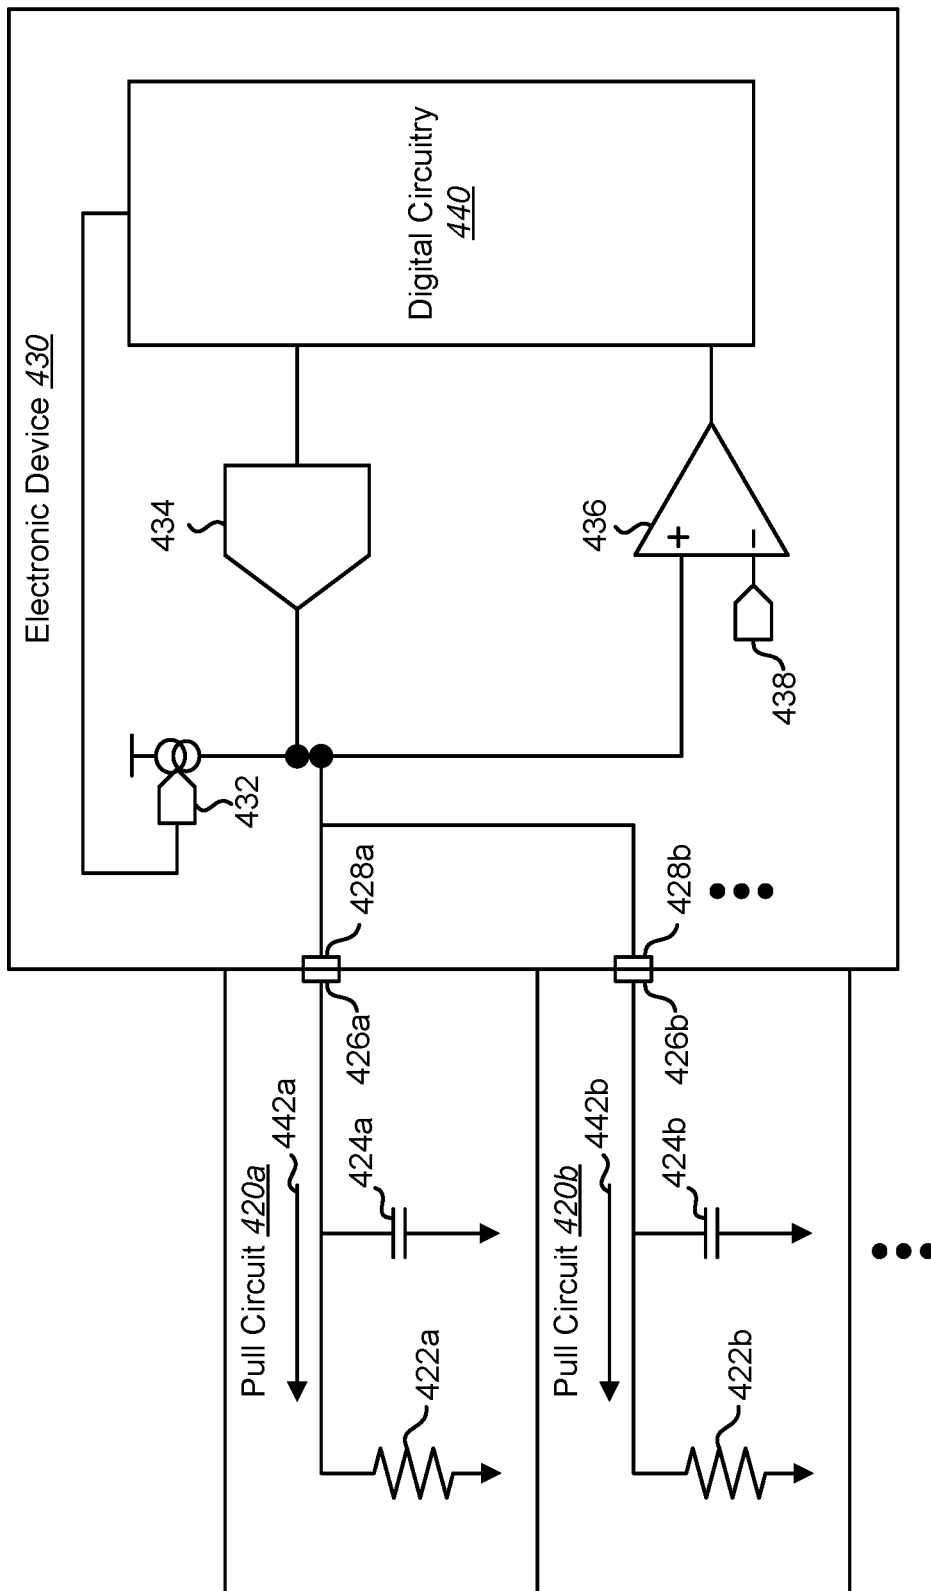 Electronic Device 430
Digital Circuitry
440
434
436
+
−
438
432
428a
428b
426a
426b
Pull Circuit 420a
442a
424a
422a
Pull Circuit 420b
442b
424b
422b